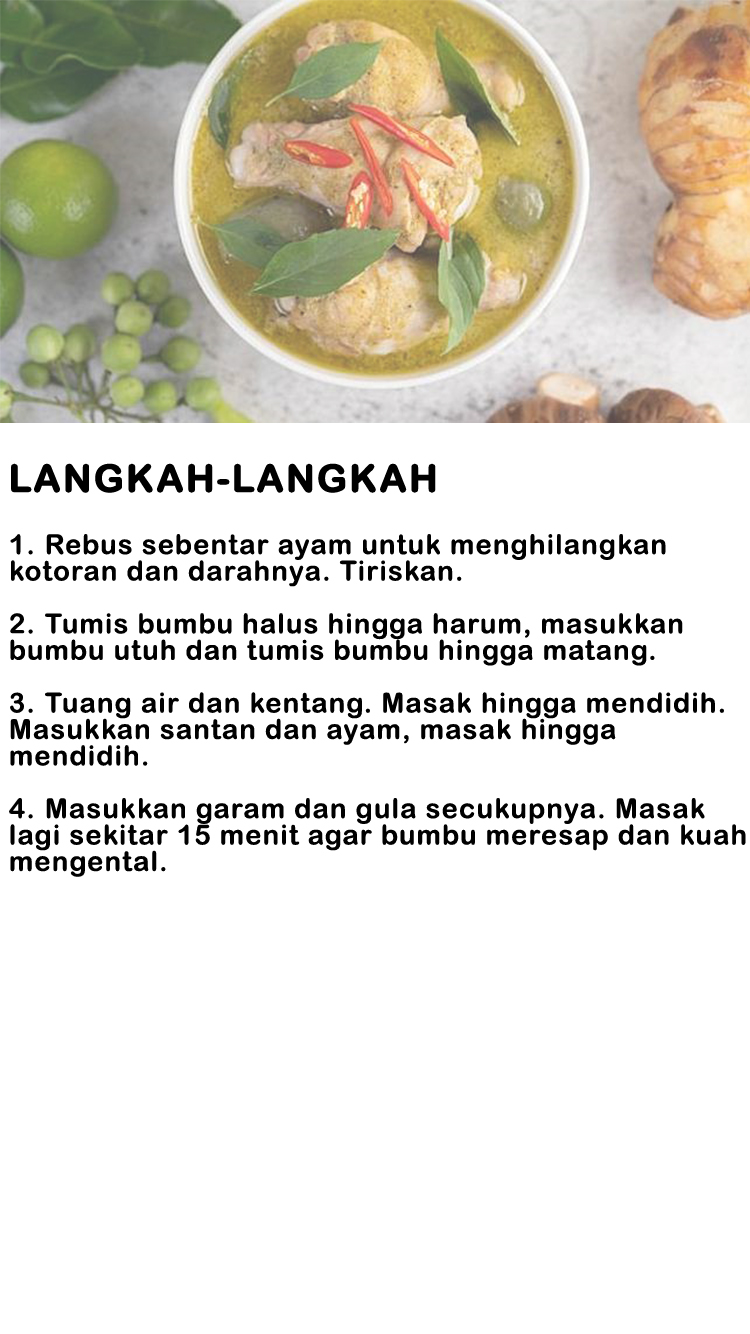 LANGKAH-LANGKAH
1. Rebus sebentar ayam untuk menghilangkan
kotoran dan darahnya. Tiriskan.
2. Tumis bumbu halus hingga harum, masukkan
bumbu utuh dan tumis bumbu hingga matang.
3. Tuang air dan kentang. Masak hingga mendidih.
Masukkan santan dan ayam, masak hingga
mendidih.
4. Masukkan garam dan gula secukupnya. Masak
lagi sekitar 15 menit agar bumbu meresap dan kuah
mengental.